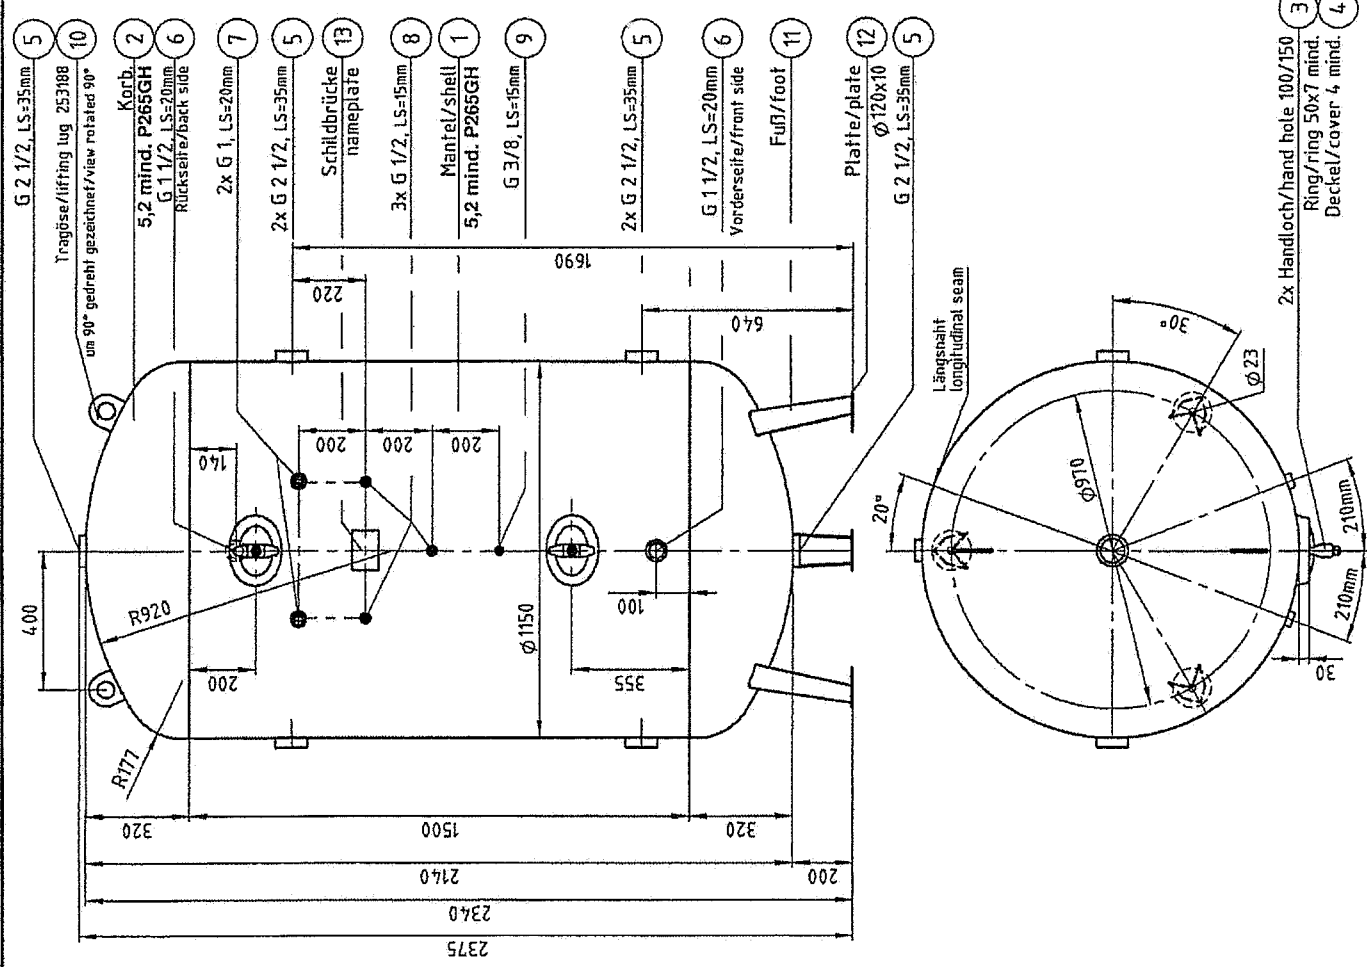 5
G 2 1/2, LS=35mm
10
Tragöse/lifting lug 253188
um 90° gedreht gezeichnet/view rotated 90°
2
Korb.
5,2 mind. P265GH
6
G 1 1/2, LS=20mm
Rückseite/back side
7
2x G 1, LS=20mm
5
2x G 2 1/2, LS=35mm
13
Schildbrücke
nameplate
8
3x G 1/2, LS=15mm
1
Mantel/shell
5,2 mind. P265GH
9
G 3/8, LS=15mm
5
2x G 2 1/2, LS=35mm
6
G 1 1/2, LS=20mm
Vorderseite/front side
11
Fuß/foot
12
Platte/plate
Ø120x10
5
G 2 1/2, LS=35mm
400
R920
R177
140
200
200
200
200
220
1690
640
Ø1150
355
100
320
1500
320
2140
200
2340
2375
Längsnaht
longitudinal seam
20°
30°
Ø970
Ø23
210mm
210mm
30
3
2x Handloch/hand hole 100/150
Ring/ring 50x7 mind.
4
Deckel/cover 4 mind.